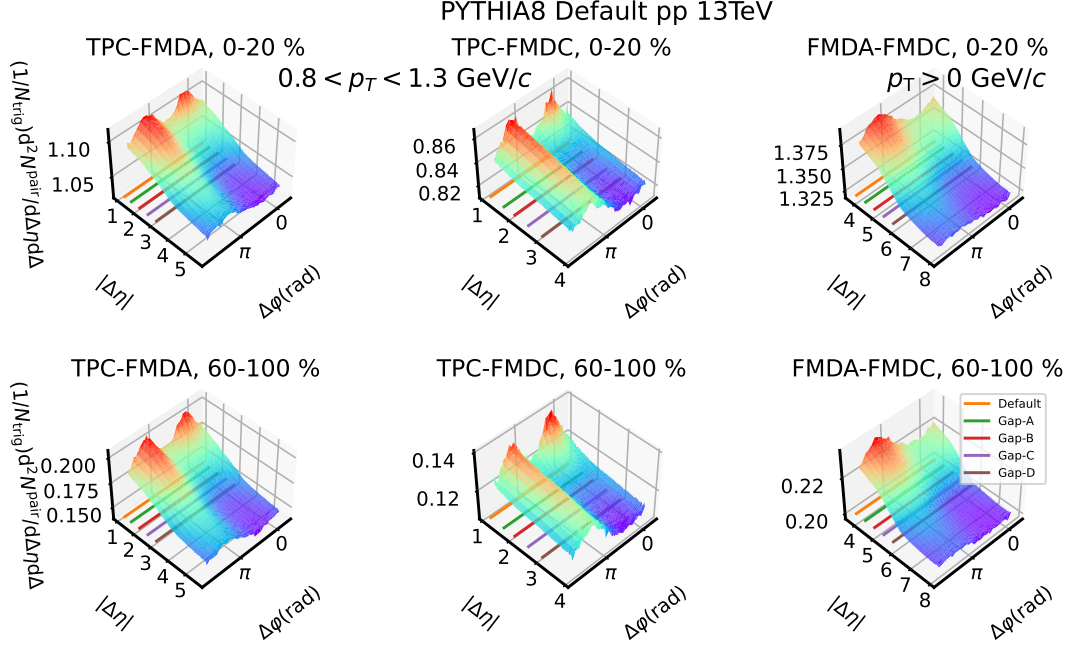 PYTHIA8 Default pp 13TeV
TPC-FMDA, 0-20 %
TPC-FMDC, 0-20 %
FMDA-FMDC, 0-20 %
0.8 < p_T < 1.3 GeV/c
p_T > 0 GeV/c
(1/N_trig)d²N^pair/dΔηdΔ
1.10
1.05
1
2
3
4
5
|Δη|
π
0
Δφ(rad)
0.86
0.84
0.82
1
2
3
4
|Δη|
π
0
Δφ(rad)
1.375
1.350
1.325
4
5
6
7
8
|Δη|
π
0
Δφ(rad)
TPC-FMDA, 60-100 %
TPC-FMDC, 60-100 %
FMDA-FMDC, 60-100 %
(1/N_trig)d²N^pair/dΔηdΔ
0.200
0.175
0.150
1
2
3
4
5
|Δη|
π
0
Δφ(rad)
0.14
0.12
1
2
3
4
|Δη|
π
0
Δφ(rad)
Default
Gap-A
Gap-B
Gap-C
Gap-D
0.22
0.20
4
5
6
7
8
|Δη|
π
0
Δφ(rad)